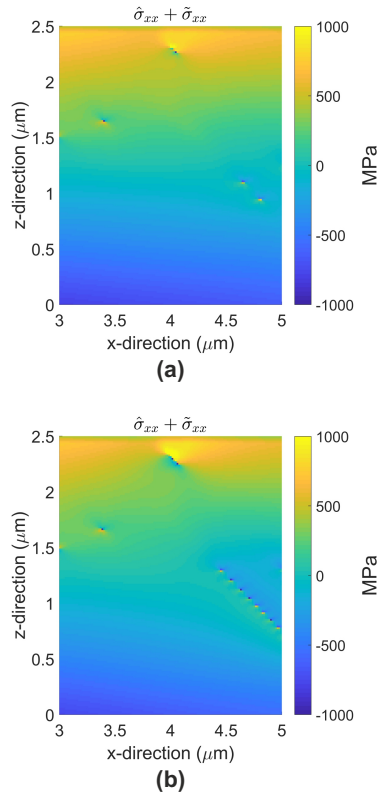 σ̂xx + σ̃xx
2.5
2
1.5
1
0.5
0
z-direction (μm)
3 3.5 4 4.5 5
x-direction (μm)
1000
500
0
-500
-1000
MPa
(a)
σ̂xx + σ̃xx
2.5
2
1.5
1
0.5
0
z-direction (μm)
3 3.5 4 4.5 5
x-direction (μm)
1000
500
0
-500
-1000
MPa
(b)